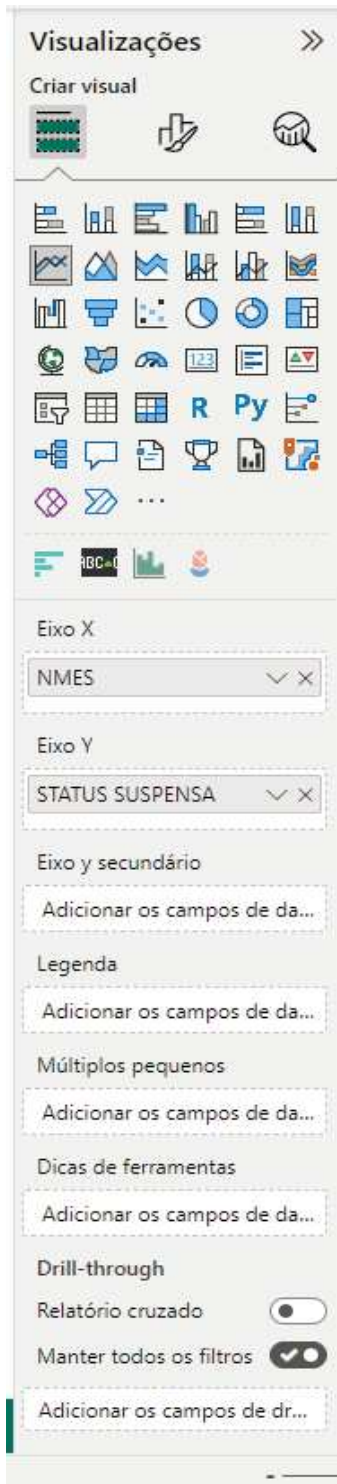 Visualizações
Criar visual
123
R Py
Eixo X
NMES
Eixo Y
STATUS SUSPENSA
Eixo y secundário
Adicionar os campos de da...
Legenda
Adicionar os campos de da...
Múltiplos pequenos
Adicionar os campos de da...
Dicas de ferramentas
Adicionar os campos de da...
Drill-through
Relatório cruzado
Manter todos os filtros
Adicionar os campos de dr...